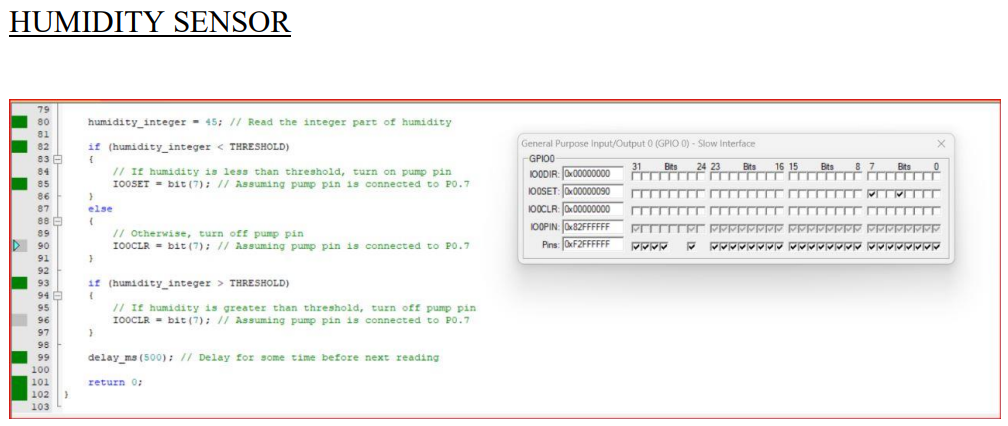 HUMIDITY SENSOR
79
80 humidity_integer = 45; // Read the integer part of humidity
81
82 if (humidity_integer < THRESHOLD)
83 {
84 // If humidity is less than threshold, turn on pump pin
85 IO0SET = bit(7); // Assuming pump pin is connected to P0.7
86 }
87 else
88 {
89 // Otherwise, turn off pump pin
90 IO0CLR = bit(7); // Assuming pump pin is connected to P0.7
91 }
92
93 if (humidity_integer > THRESHOLD)
94 {
95 // If humidity is greater than threshold, turn off pump pin
96 IO0CLR = bit(7); // Assuming pump pin is connected to P0.7
97 }
98
99 delay_ms(500); // Delay for some time before next reading
100
101 return 0;
102 }
103
General Purpose Input/Output 0 (GPIO 0) - Slow Interface
GPIO0
31 Bits 24 23 Bits 16 15 Bits 8 7 Bits 0
IO0DIR: 0x00000000
IO0SET: 0x00000090
IO0CLR: 0x00000000
IO0PIN: 0x82FFFFFF
Pins: 0xF2FFFFFF